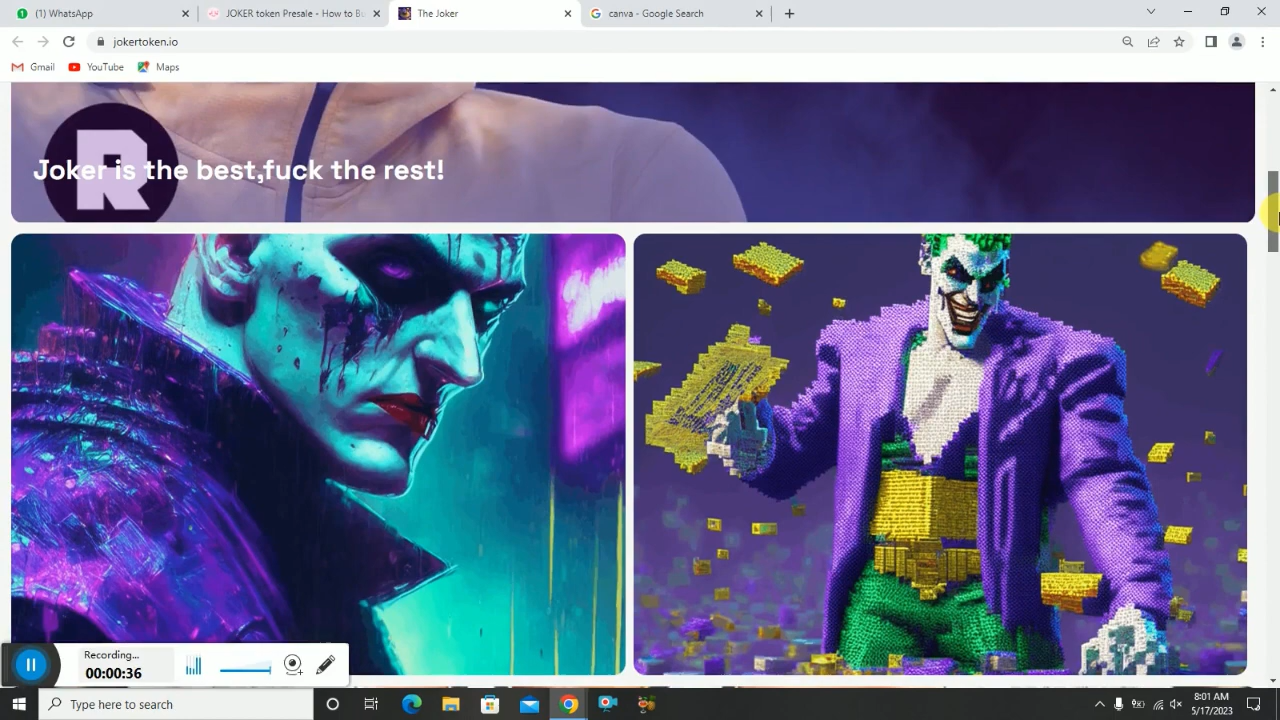 (1) WhatsApp
JOKER token Presale - How to Bu
The Joker
canva - Google Search
jokertoken.io
Gmail
YouTube
Maps
R
Joker is the best,fuck the rest!
Recording...
00:00:36
Type here to search
8:01 AM
5/17/2023